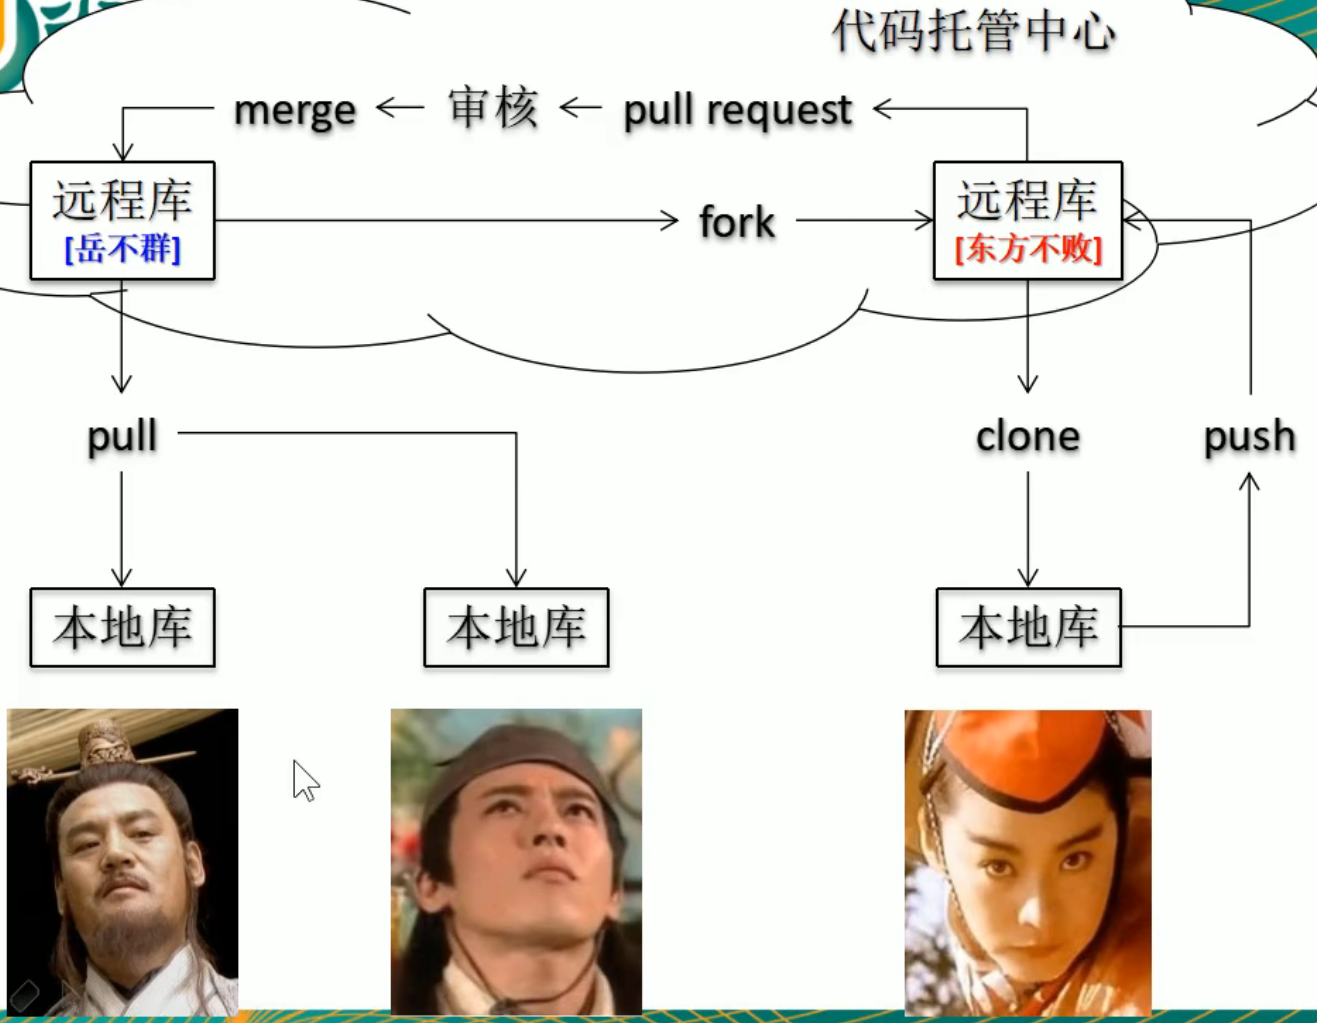 代码托管中心
merge
审核
pull request
远程库
[岳不群]
fork
远程库
[东方不败]
pull
clone
push
本地库
本地库
本地库